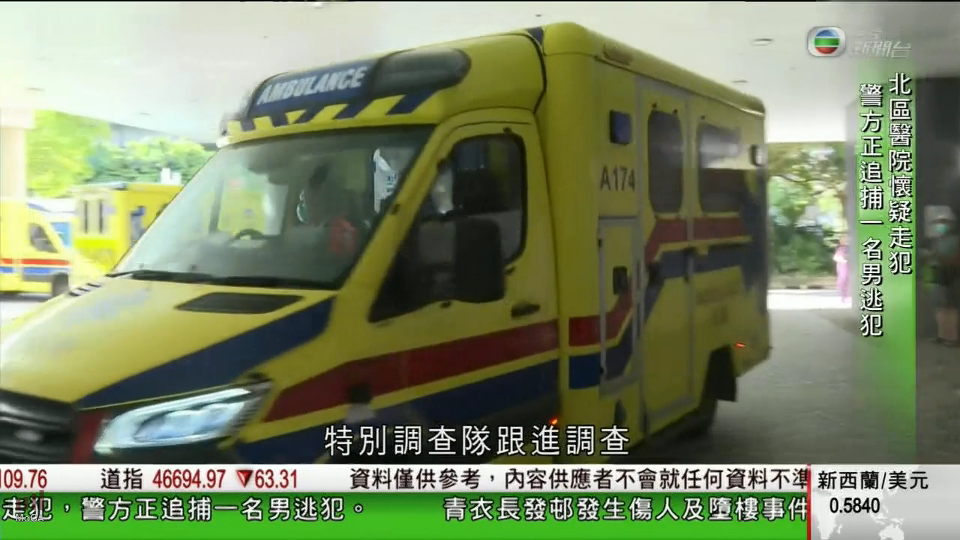 新聞台
北區醫院懷疑走犯
警方正追捕一名男逃犯
AMBULANCE
A174
特別調查隊跟進調查
109.76 道指 46694.97 ▼63.31 資料僅供參考，內容供應者不會就任何資料不準
新西蘭/美元
0.5840
走犯，警方正追捕一名男逃犯。 青衣長發邨發生傷人及墮樓事件